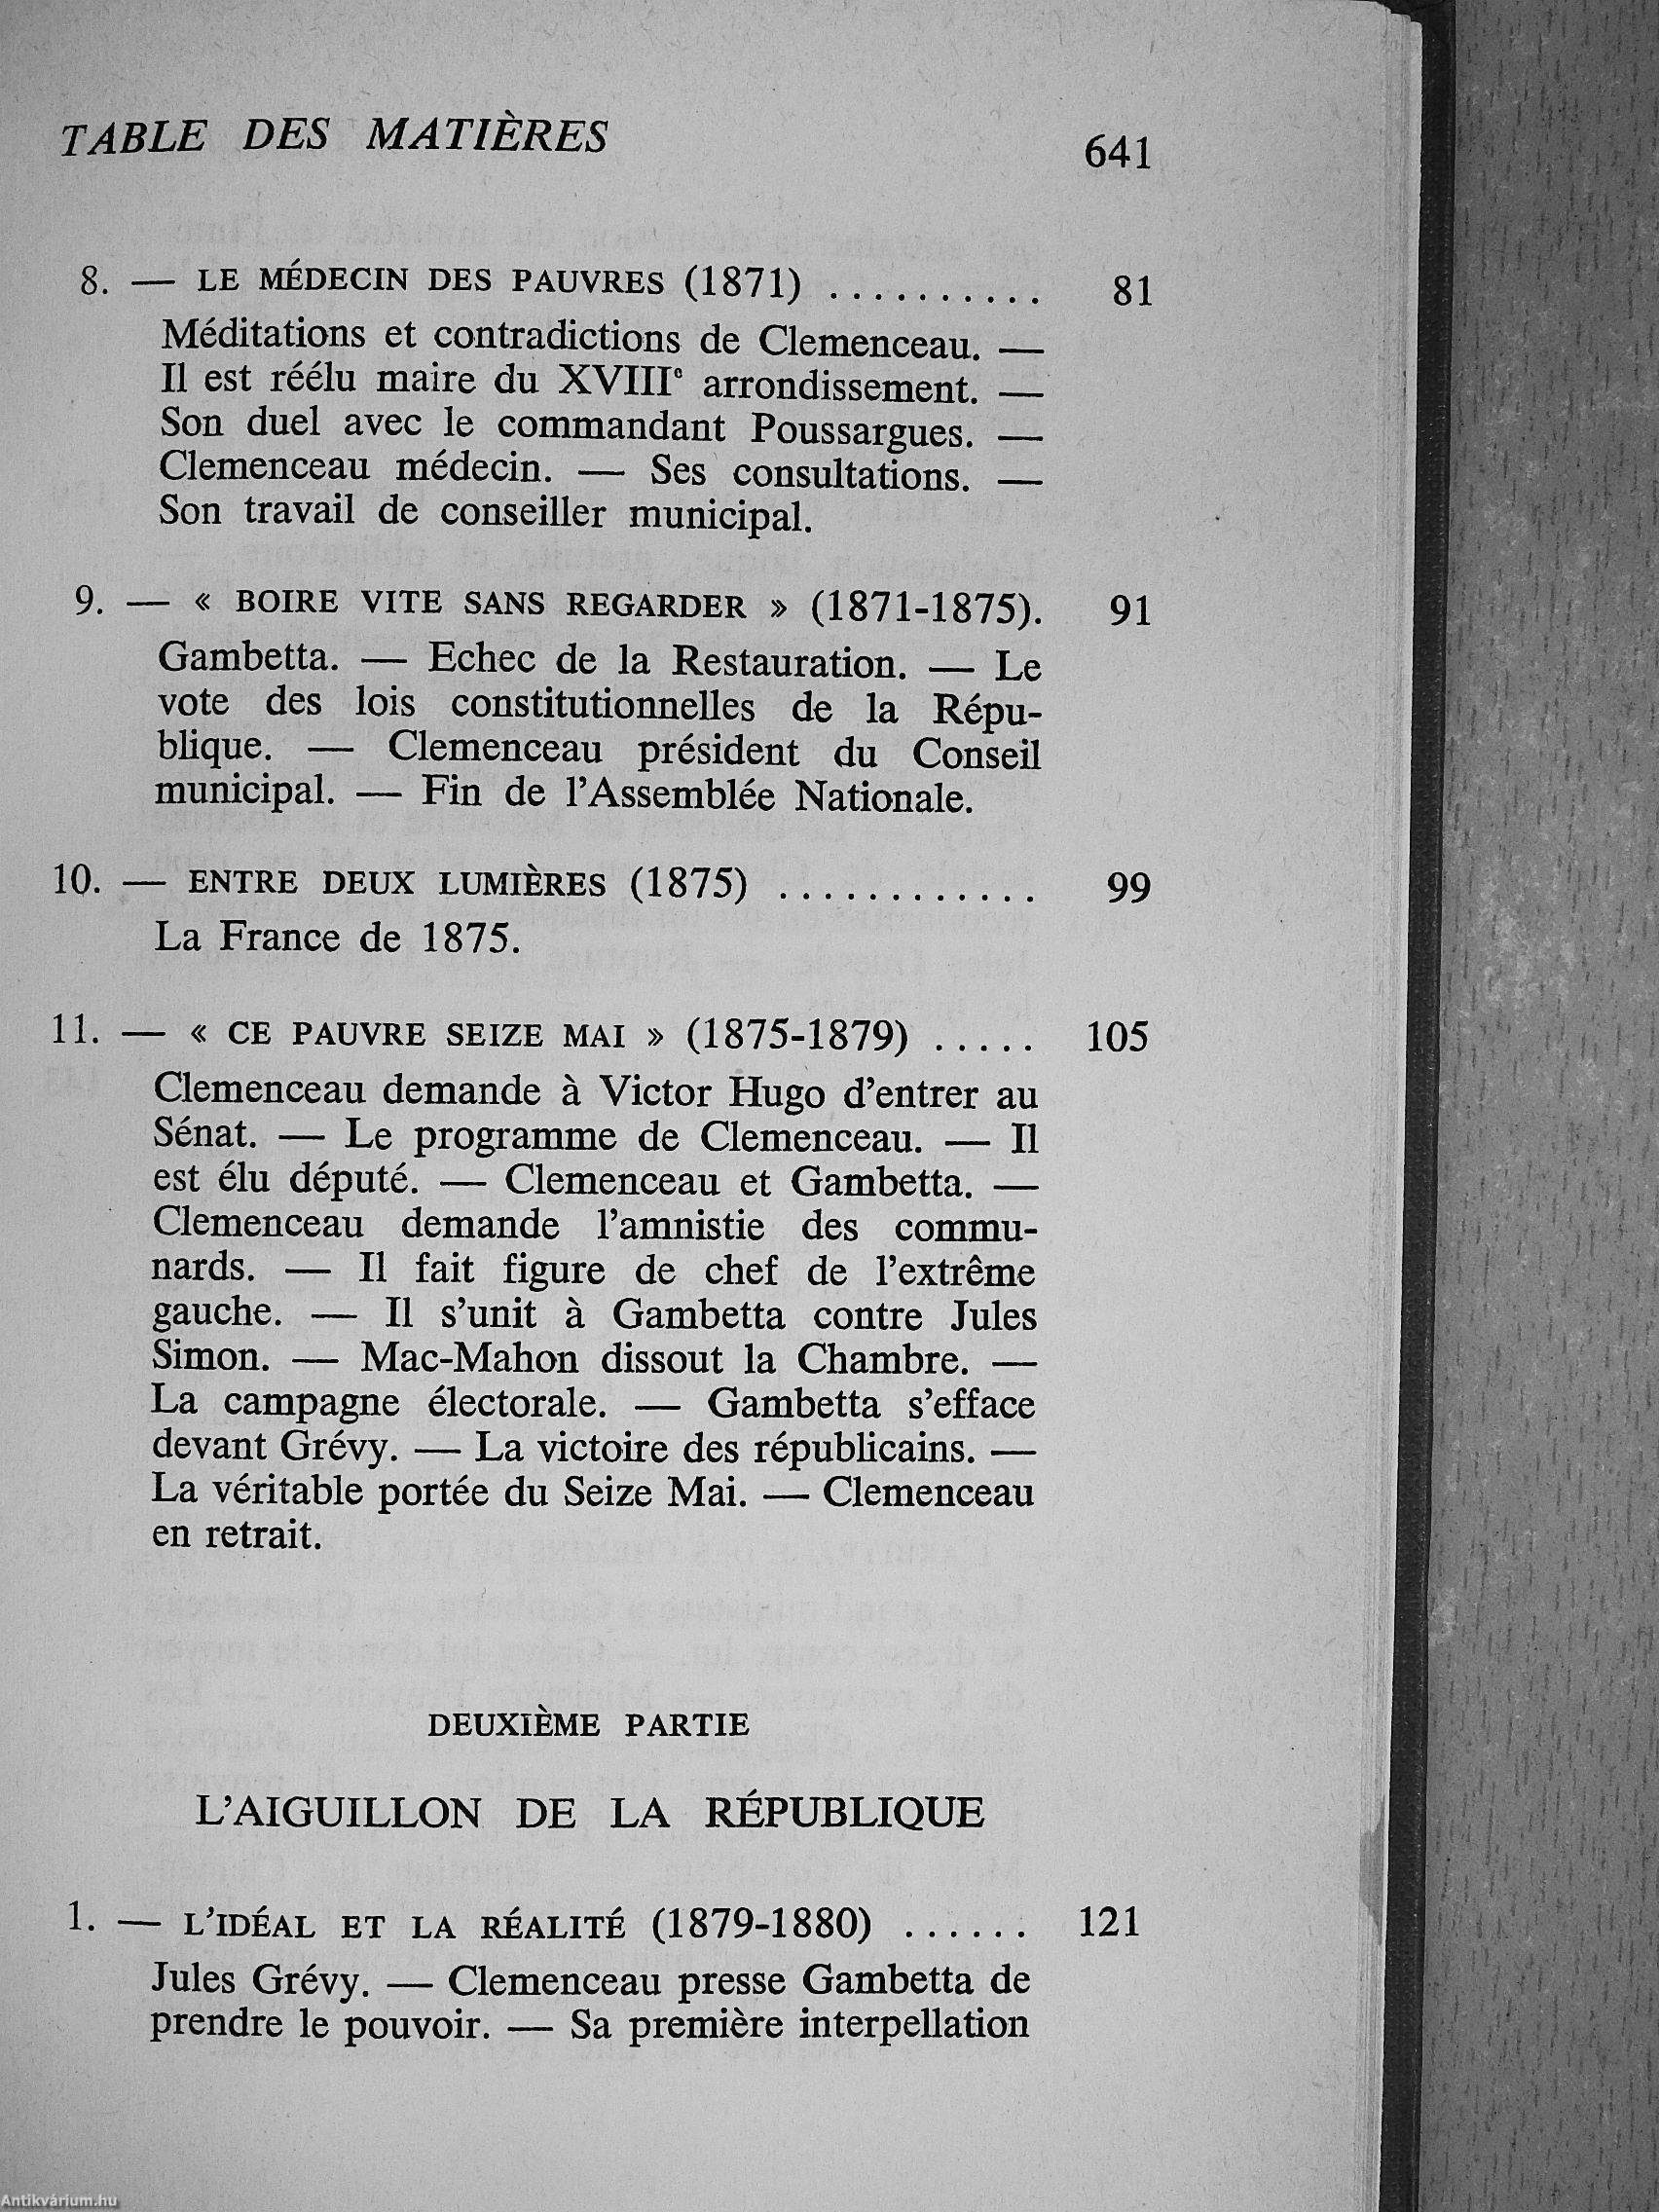 TABLE DES MATIÈRES 641
8. — LE MÉDECIN DES PAUVRES (1871) .......... 81
Méditations et contradictions de Clemenceau. —
Il est réélu maire du XVIIIe arrondissement. —
Son duel avec le commandant Poussargues. —
Clemenceau médecin. — Ses consultations. —
Son travail de conseiller municipal.
9. — « BOIRE VITE SANS REGARDER » (1871-1875). 91
Gambetta. — Echec de la Restauration. — Le
vote des lois constitutionnelles de la Répu-
blique. — Clemenceau président du Conseil
municipal. — Fin de l'Assemblée Nationale.
10. — ENTRE DEUX LUMIÈRES (1875) ............ 99
La France de 1875.
11. — « CE PAUVRE SEIZE MAI » (1875-1879) ..... 105
Clemenceau demande à Victor Hugo d'entrer au
Sénat. — Le programme de Clemenceau. — Il
est élu député. — Clemenceau et Gambetta. —
Clemenceau demande l'amnistie des commu-
nards. — Il fait figure de chef de l'extrême
gauche. — Il s'unit à Gambetta contre Jules
Simon. — Mac-Mahon dissout la Chambre. —
La campagne électorale. — Gambetta s'efface
devant Grévy. — La victoire des républicains. —
La véritable portée du Seize Mai. — Clemenceau
en retrait.
DEUXIÈME PARTIE
L'AIGUILLON DE LA RÉPUBLIQUE
1. — L'IDÉAL ET LA RÉALITÉ (1879-1880) ...... 121
Jules Grévy. — Clemenceau presse Gambetta de
prendre le pouvoir. — Sa première interpellation
Antikvárium.hu